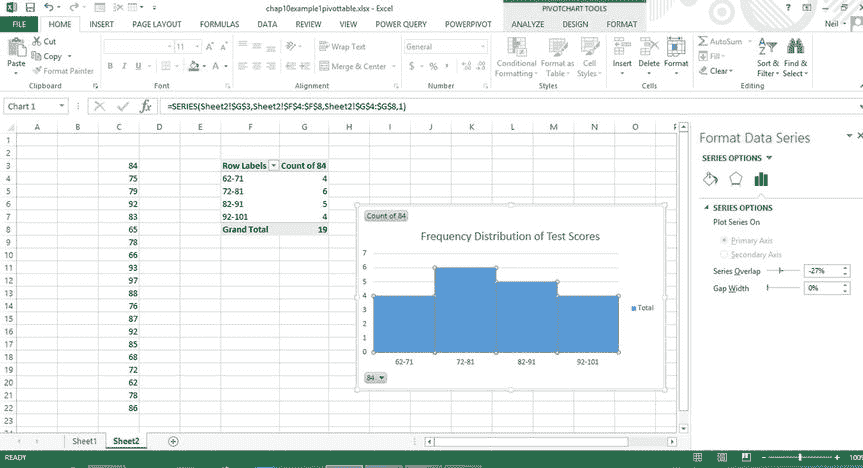 chap10example1pivottable.xlsx - Excel
PIVOTCHART TOOLS
FILE HOME INSERT PAGE LAYOUT FORMULAS DATA REVIEW VIEW POWER QUERY POWERPIVOT ANALYZE DESIGN FORMAT Neil
Paste
Cut
Copy
Format Painter
Clipboard
11
B I U
Font
Wrap Text
Merge & Center
Alignment
General
$ % ,
Number
Conditional Formatting
Format as Table
Cell Styles
Styles
Insert Delete Format
Cells
AutoSum
Fill
Clear
Sort & Filter
Find & Select
Editing
Chart 1
fx
=SERIES(Sheet2!$G$3,Sheet2!$F$4:$F$8,Sheet2!$G$4:$G$8,1)
A B C D E F G H I J K L M N O
1
2
3 84 Row Labels Count of 84
4 75 62-71 4
5 79 72-81 6
6 92 82-91 5
7 83 92-101 4
8 65 Grand Total 19
9 78
10 66
11 93
12 97
13 88
14 76
15 87
16 92
17 85
18 68
19 72
20 62
21 78
22 86
23
Count of 84
Frequency Distribution of Test Scores
7
6
5
4
3
2
1
0
62-71 72-81 82-91 92-101
Total
84
Format Data Series
SERIES OPTIONS
SERIES OPTIONS
Plot Series On
Primary Axis
Secondary Axis
Series Overlap -27%
Gap Width 0%
Sheet1 Sheet2
READY
100%